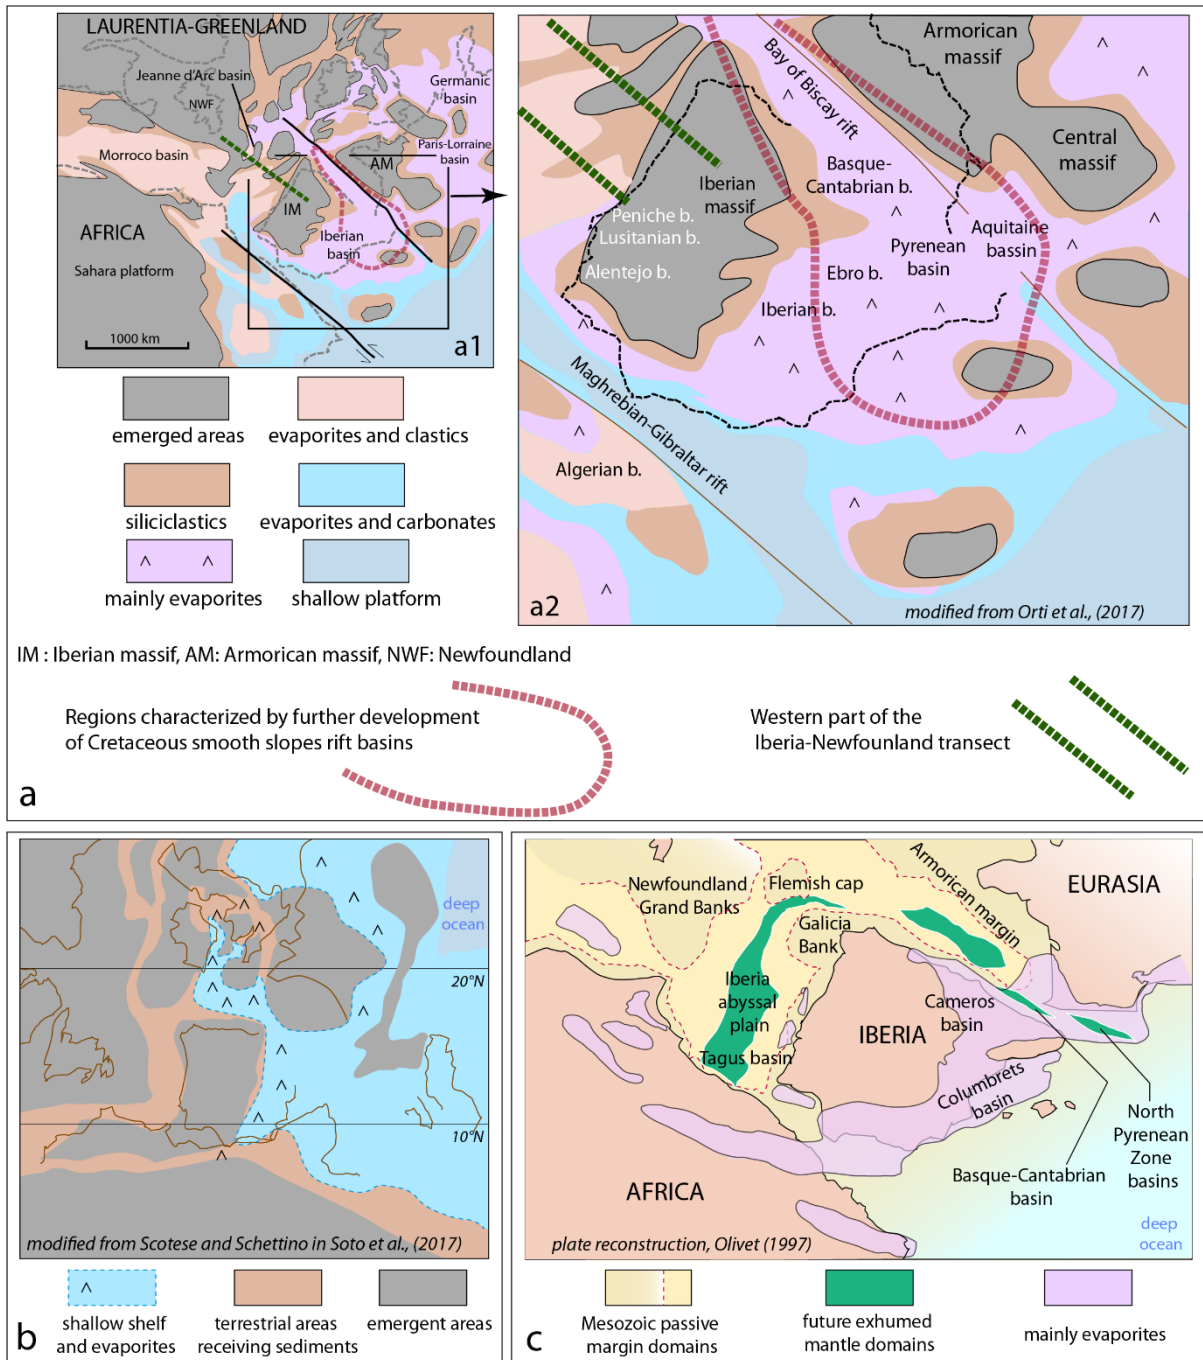 LAURENTIA-GREENLAND
Jeanne d'Arc basin
NWF
Germanic
basin
Morroco basin
Paris-Lorraine
basin
AM
IM
Iberian
basin
AFRICA
Sahara platform
1000 km
a1
Armorican
massif
Bay of Biscay rift
Central
massif
Basque-
Cantabrian b.
Iberian
massif
Peniche b.
Lusitanian b.
Pyrenean
basin
Aquitaine
bassin
Alentejo b.
Ebro b.
Iberian b.
Maghrebian-Gibraltar rift
Algerian b.
a2
modified from Orti et al., (2017)
emerged areas
evaporites and clastics
siliciclastics
evaporites and carbonates
mainly evaporites
shallow platform
IM : Iberian massif, AM: Armorican massif, NWF: Newfoundland
Regions characterized by further development
of Cretaceous smooth slopes rift basins
Western part of the
Iberia-Newfounland transect
a
deep
ocean
20°N
10°N
modified from Scotese and Schettino in Soto et al., (2017)
shallow shelf
and evaporites
terrestrial areas
receiving sediments
emergent areas
b
Newfoundland
Grand Banks
Flemish cap
Armorican margin
EURASIA
Galicia
Bank
Iberia
abyssal
plain
Cameros
basin
IBERIA
Tagus basin
Columbrets
basin
North
Pyrenean
Zone
basins
Basque-Cantabrian
basin
AFRICA
deep
ocean
plate reconstruction, Olivet (1997)
Mesozoic passive
margin domains
future exhumed
mantle domains
mainly evaporites
c